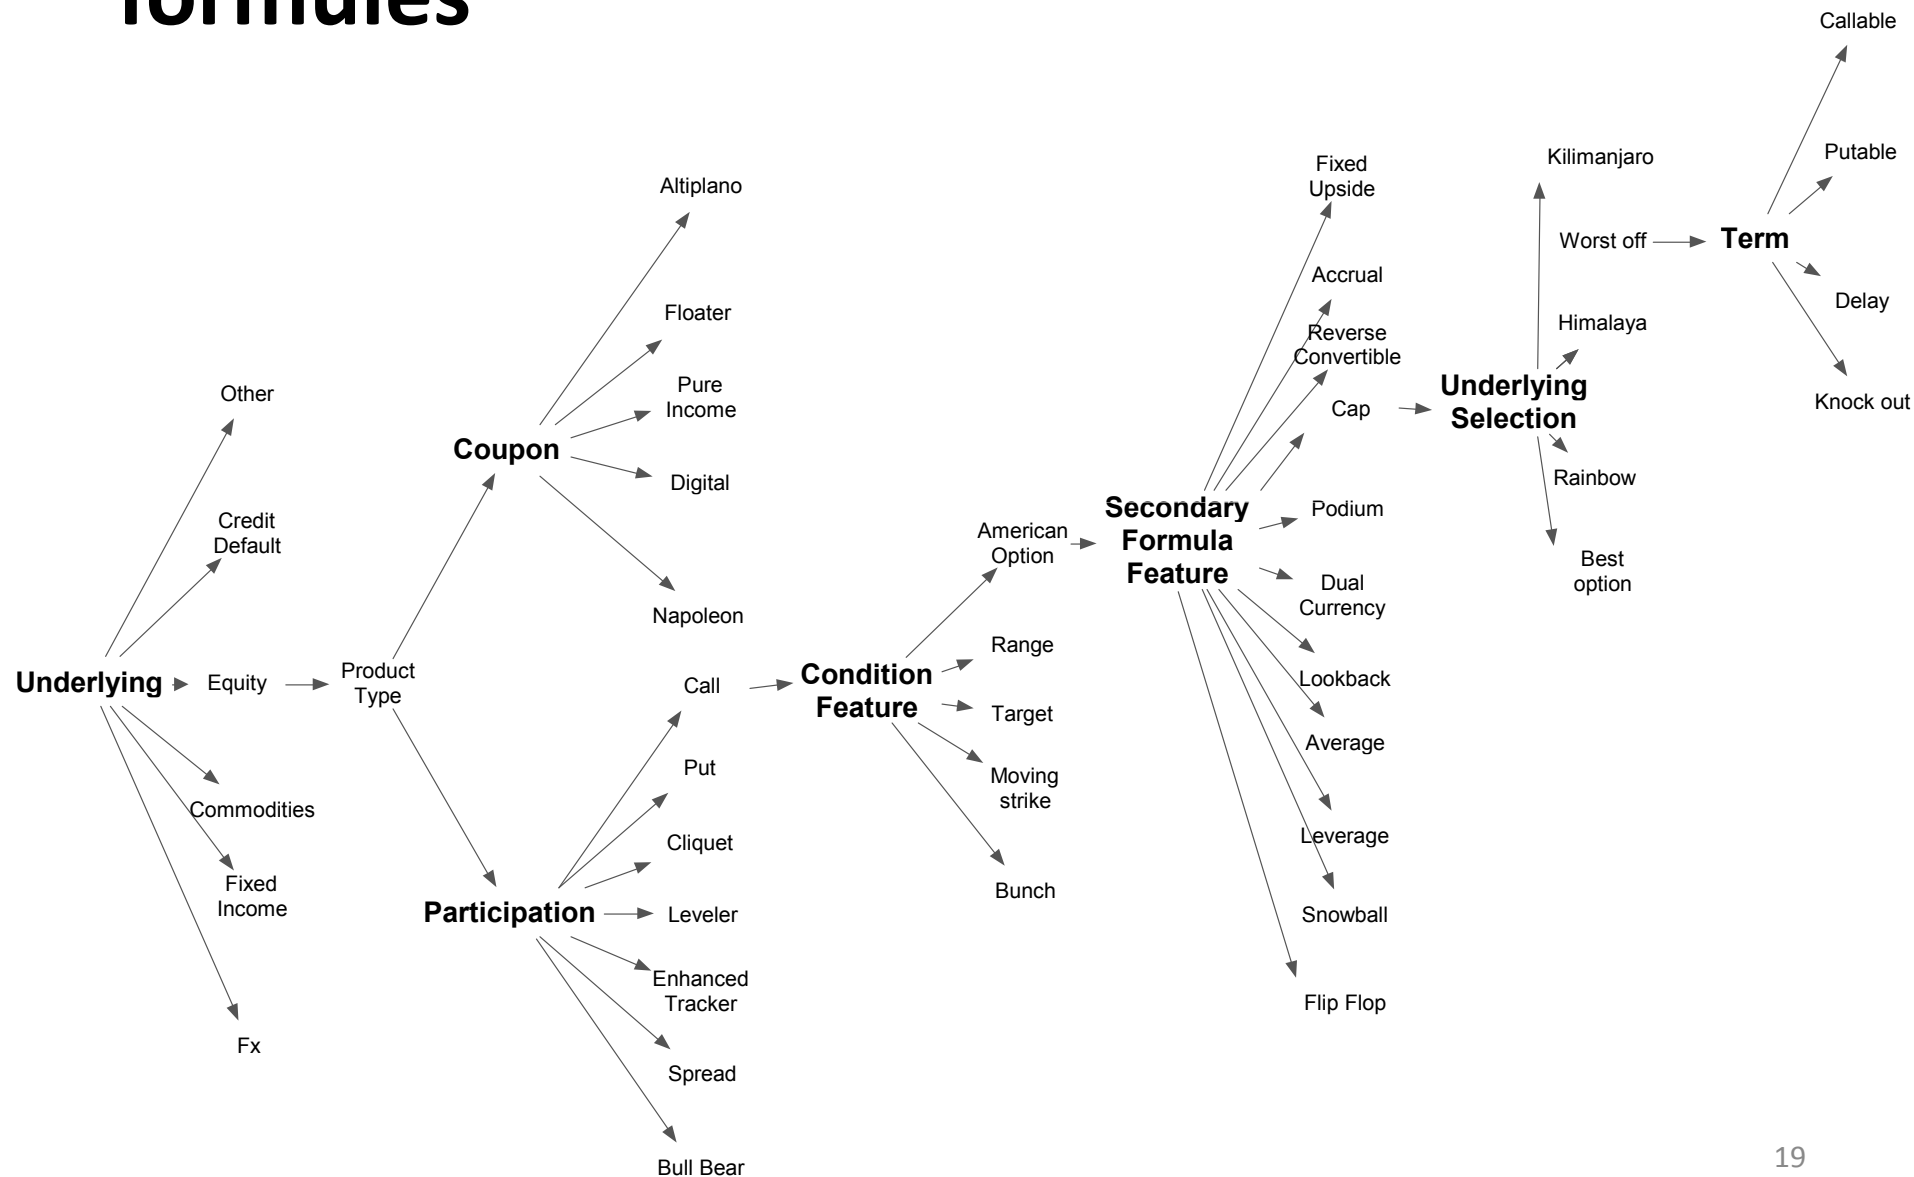 formules
Callable
Putable
Term
Delay
Knock out
Kilimanjaro
Worst off
Himalaya
Underlying
Selection
Rainbow
Best
option
Fixed
Upside
Accrual
Reverse
Convertible
Cap
Secondary
Formula
Feature
Podium
Dual
Currency
Lookback
Average
Leverage
Snowball
Flip Flop
American
Option
Condition
Feature
Range
Target
Moving
strike
Bunch
Altiplano
Floater
Pure
Income
Coupon
Digital
Napoleon
Call
Put
Cliquet
Participation
Leveler
Enhanced
Tracker
Spread
Bull Bear
Product
Type
Other
Credit
Default
Underlying
Equity
Commodities
Fixed
Income
Fx
19